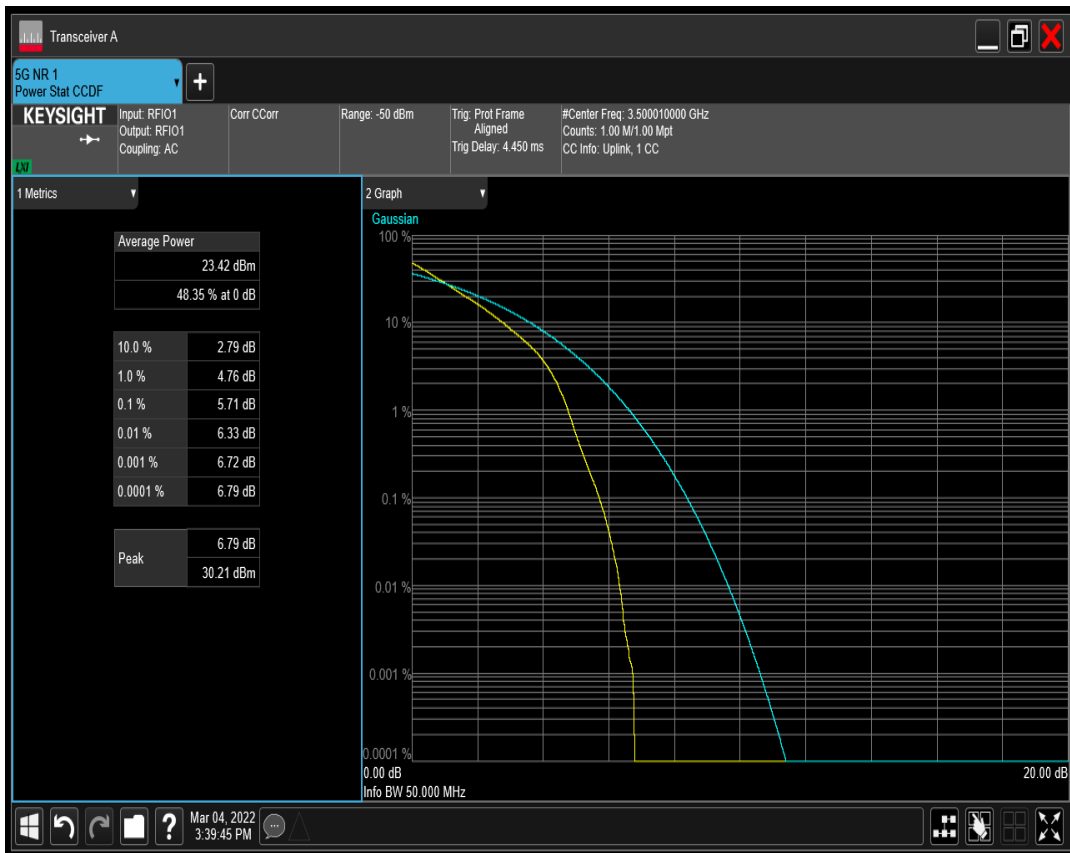 Transceiver A
5G NR 1
Power Stat CCDF
+
KEYSIGHT
LXI
Input: RFIO1
Output: RFIO1
Coupling: AC
Corr CCorr
Range: -50 dBm
Trig: Prot Frame
Aligned
Trig Delay: 4.450 ms
#Center Freq: 3.500010000 GHz
Counts: 1.00 M/1.00 Mpt
CC Info: Uplink, 1 CC
1 Metrics
Average Power
23.42 dBm
48.35 % at 0 dB
10.0 % 2.79 dB
1.0 % 4.76 dB
0.1 % 5.71 dB
0.01 % 6.33 dB
0.001 % 6.72 dB
0.0001 % 6.79 dB
Peak 6.79 dB
30.21 dBm
2 Graph
Gaussian
100 %
10 %
1 %
0.1 %
0.01 %
0.001 %
0.0001 %
0.00 dB 20.00 dB
Info BW 50.000 MHz
?
Mar 04, 2022
3:39:45 PM